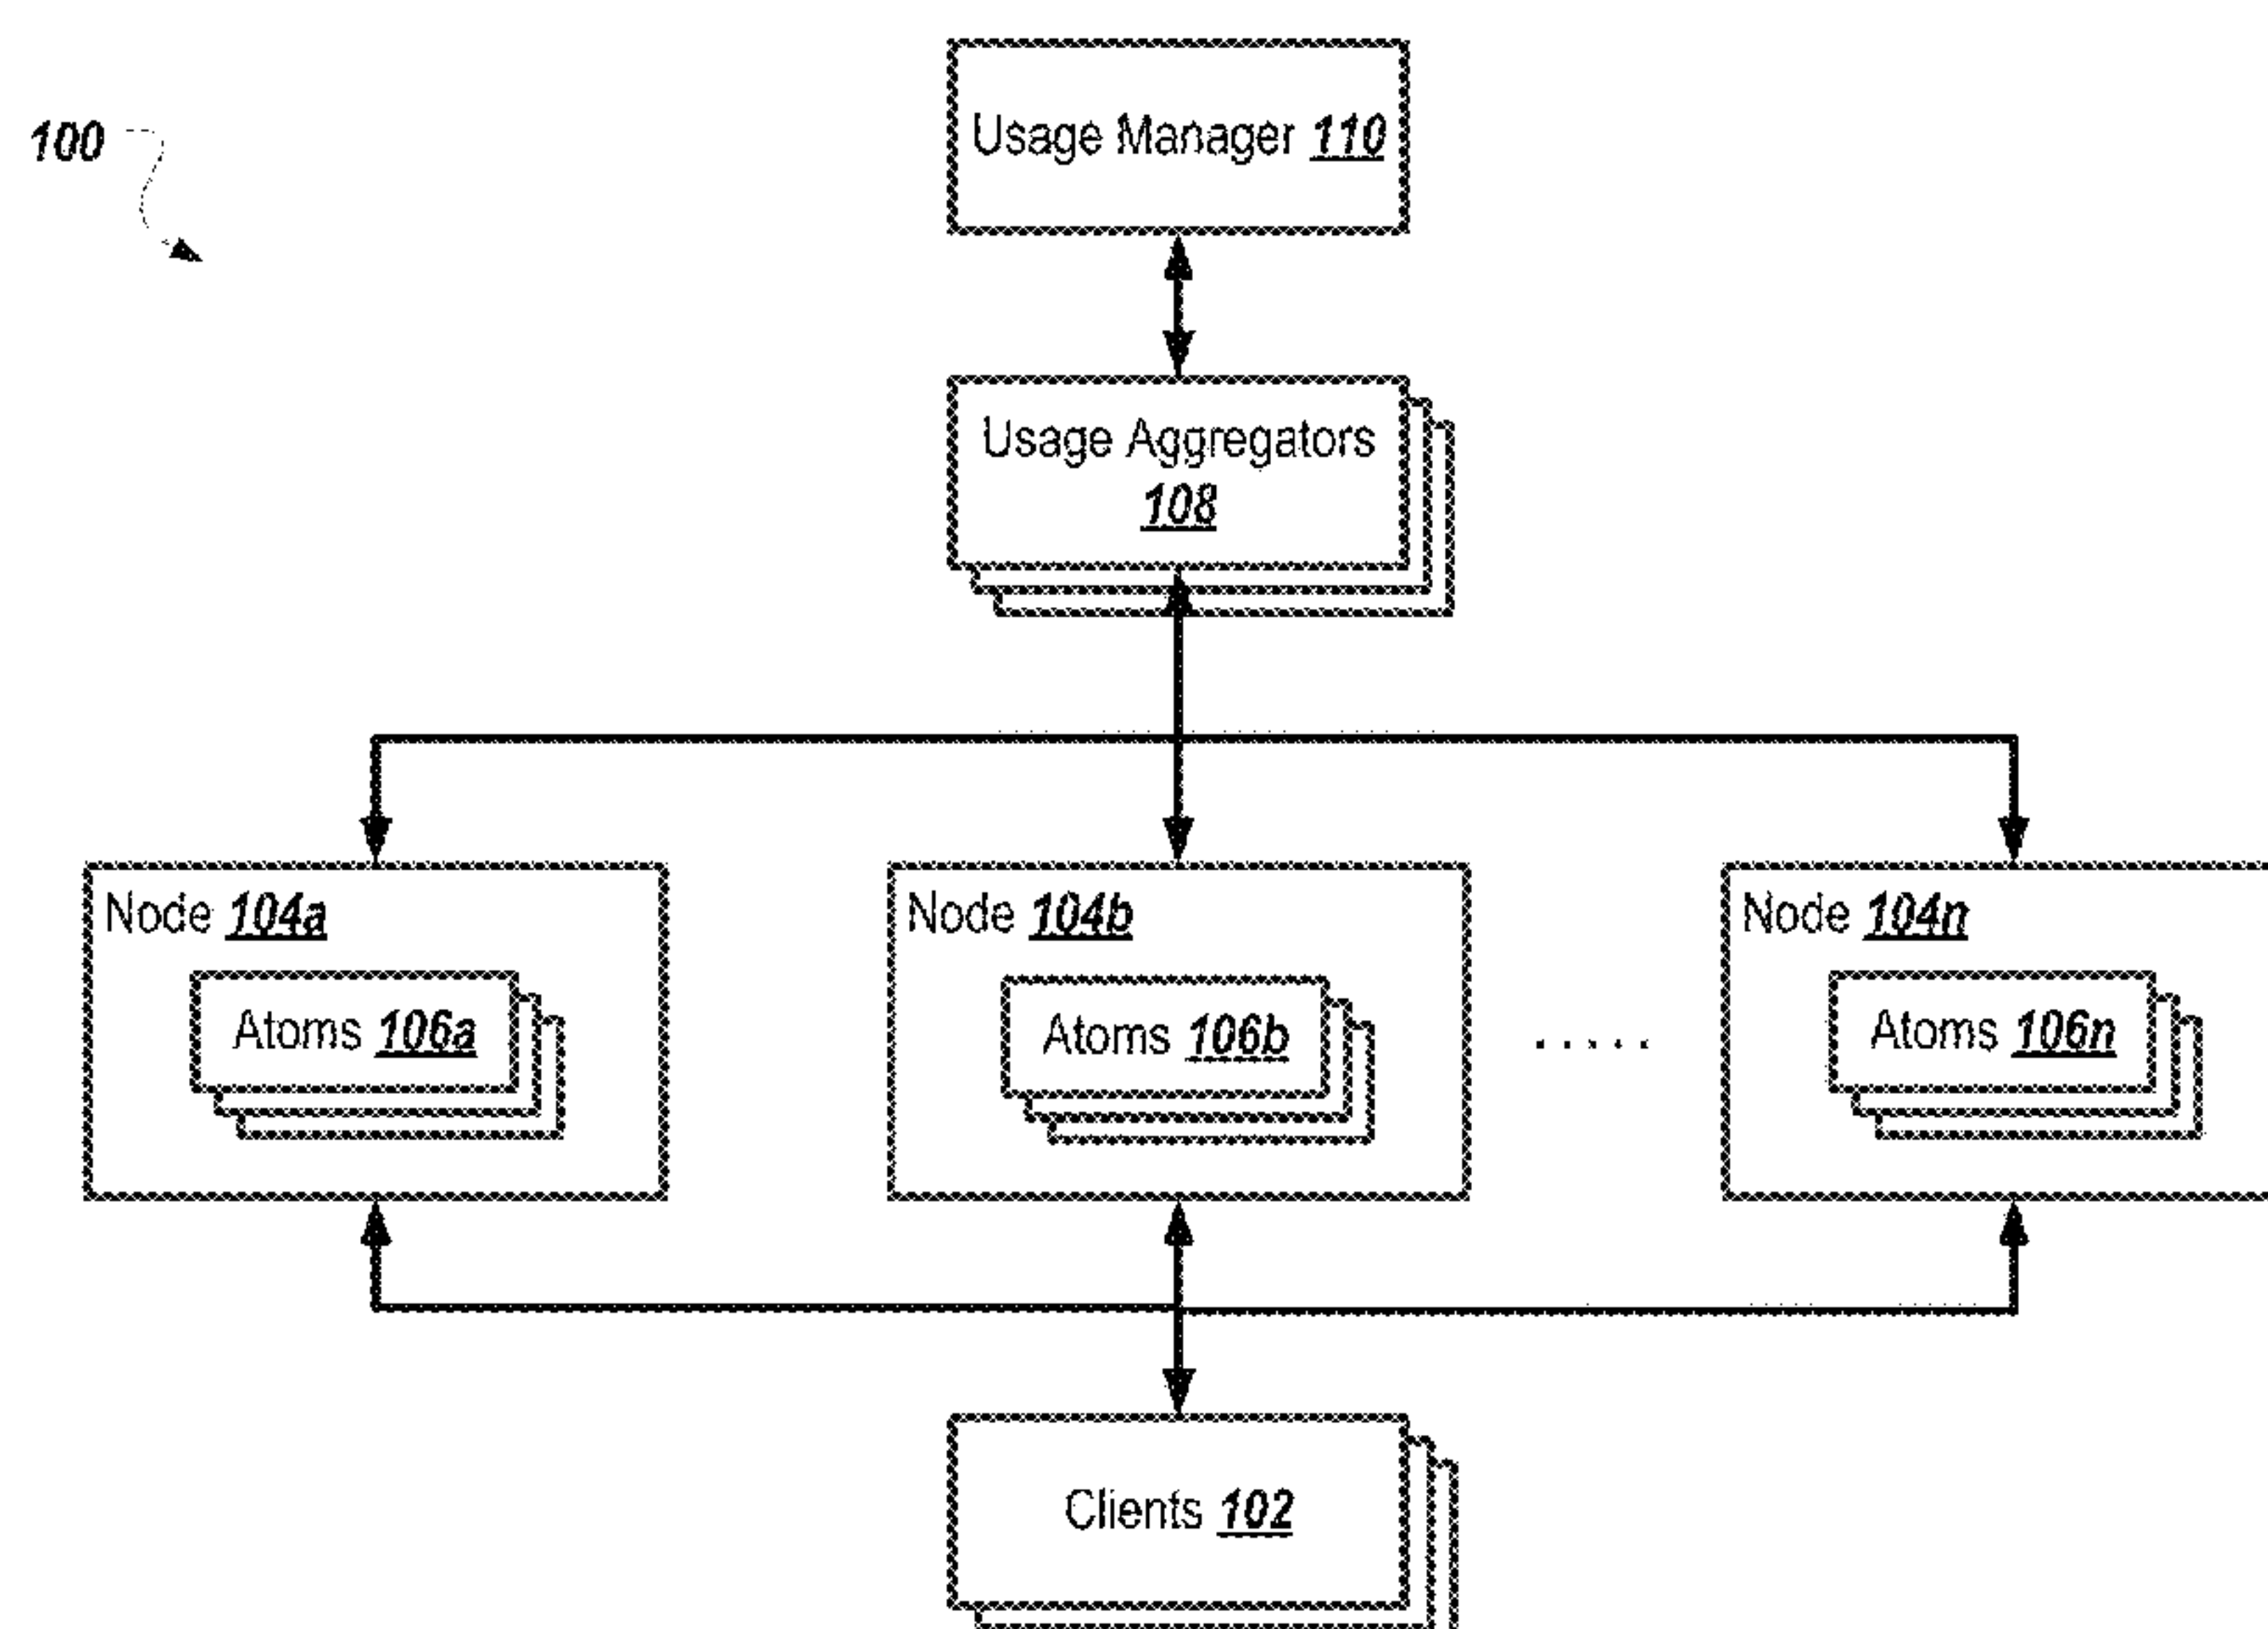 100
Usage Manager 110
Usage Aggregators
108
Node 104a
Node 104b
Node 104n
Atoms 106a
Atoms 106b
.....
Atoms 106n
Clients 102